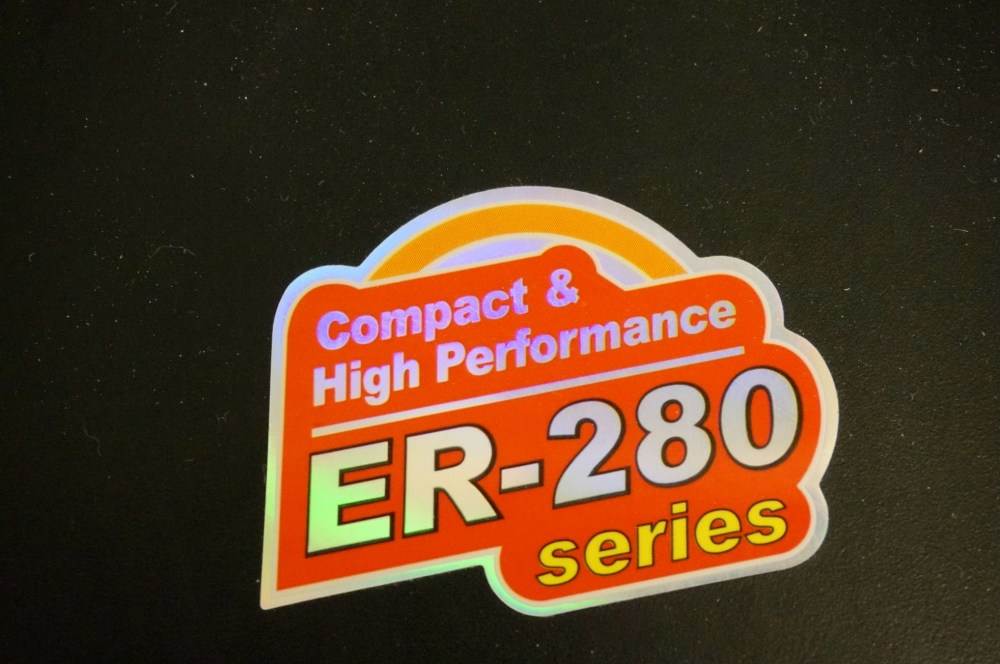 Compact &
High Performance
ER-280
series